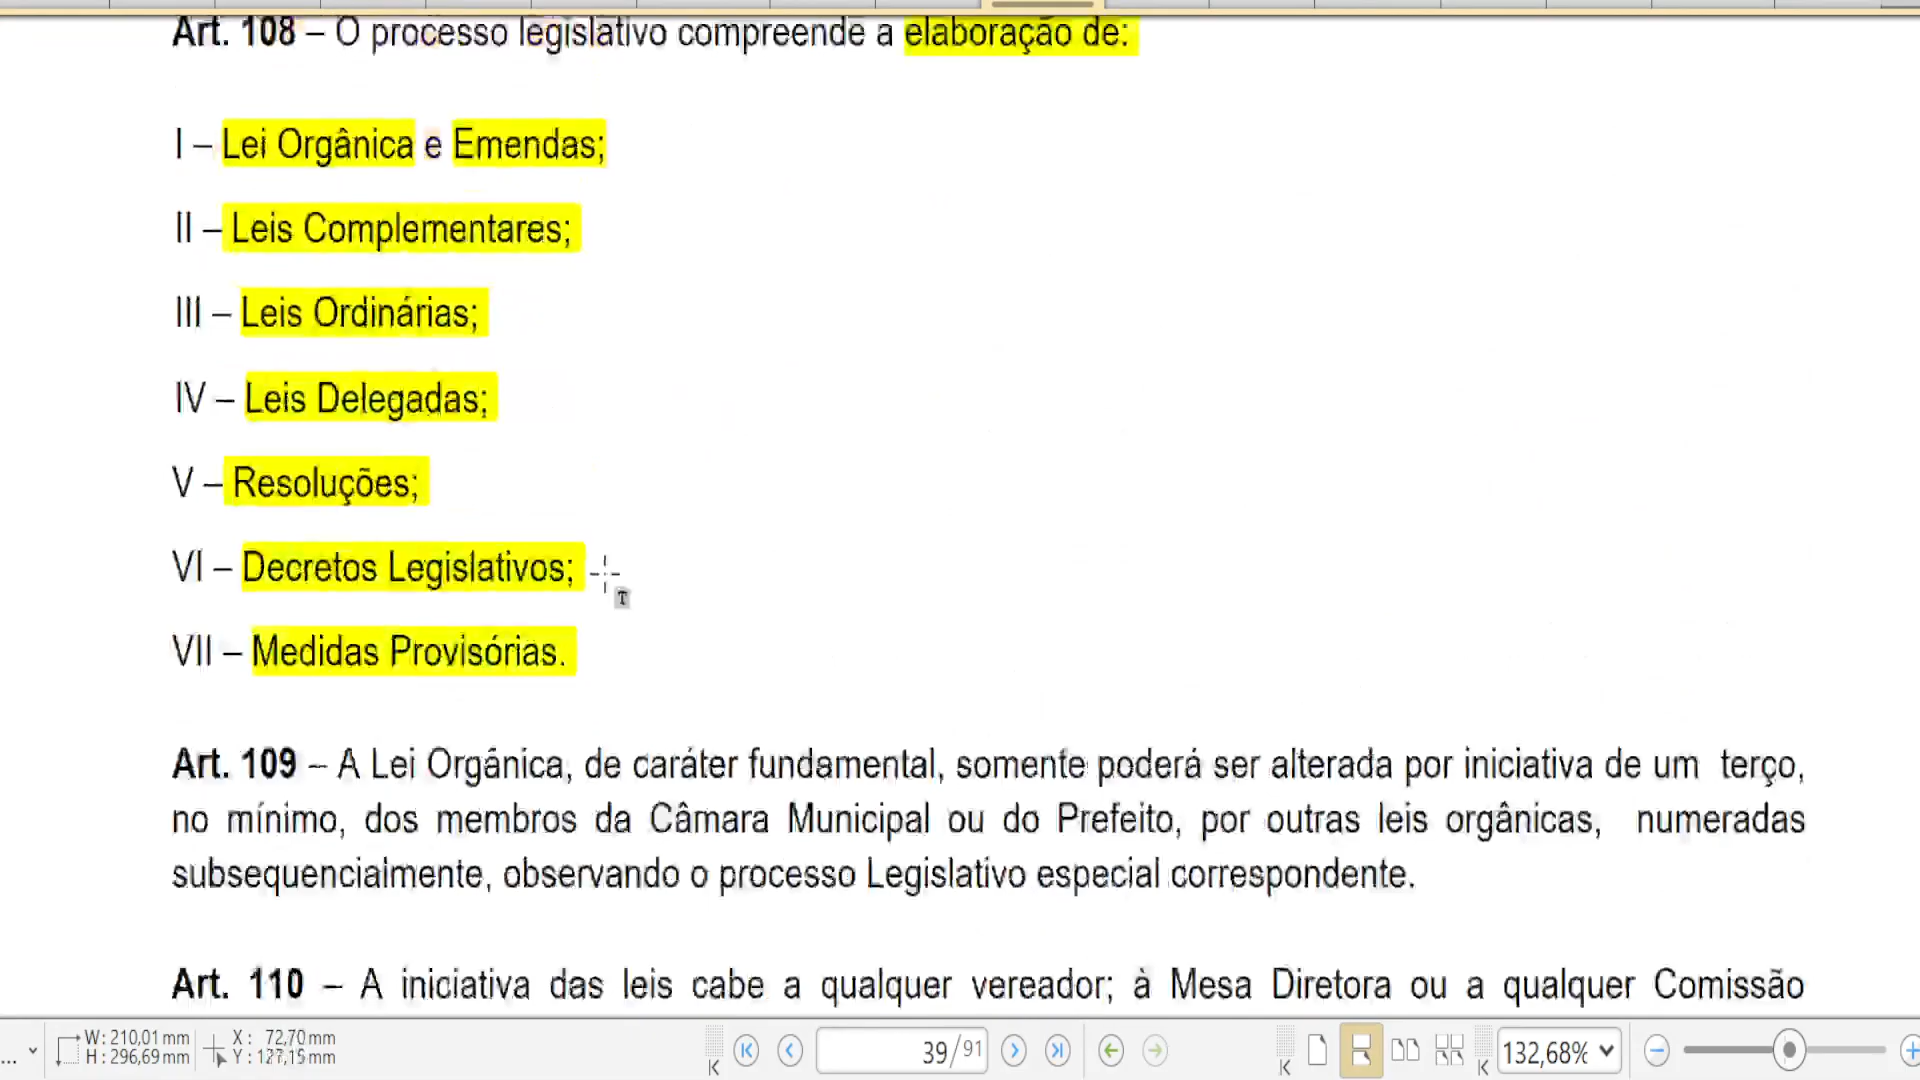 Art. 108 – O processo legislativo compreende a elaboração de:
I – Lei Orgânica e Emendas;
II – Leis Complementares;
III – Leis Ordinárias;
IV – Leis Delegadas;
V – Resoluções;
VI – Decretos Legislativos;
VII – Medidas Provisórias.
Art. 109 – A Lei Orgânica, de caráter fundamental, somente poderá ser alterada por iniciativa de um terço,
no mínimo, dos membros da Câmara Municipal ou do Prefeito, por outras leis orgânicas, numeradas
subsequencialmente, observando o processo Legislativo especial correspondente.
Art. 110 – A iniciativa das leis cabe a qualquer vereador; à Mesa Diretora ou a qualquer Comissão
... W: 210,01 mm X: 72,70 mm
H: 296,69 mm Y: 127,15 mm
39/91
132,68%